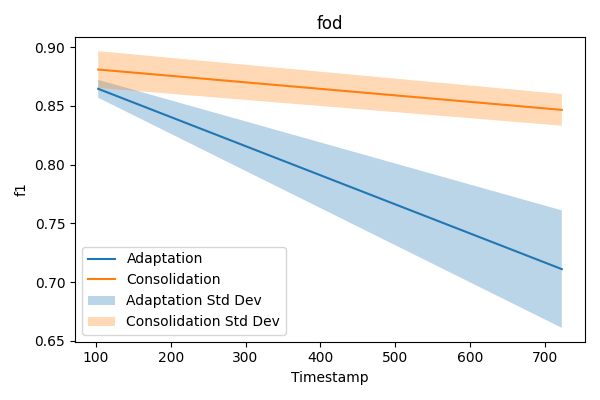 fod
0.90
0.85
0.80
0.75
0.70
0.65
f1
Adaptation
Consolidation
Adaptation Std Dev
Consolidation Std Dev
100 200 300 400 500 600 700
Timestamp